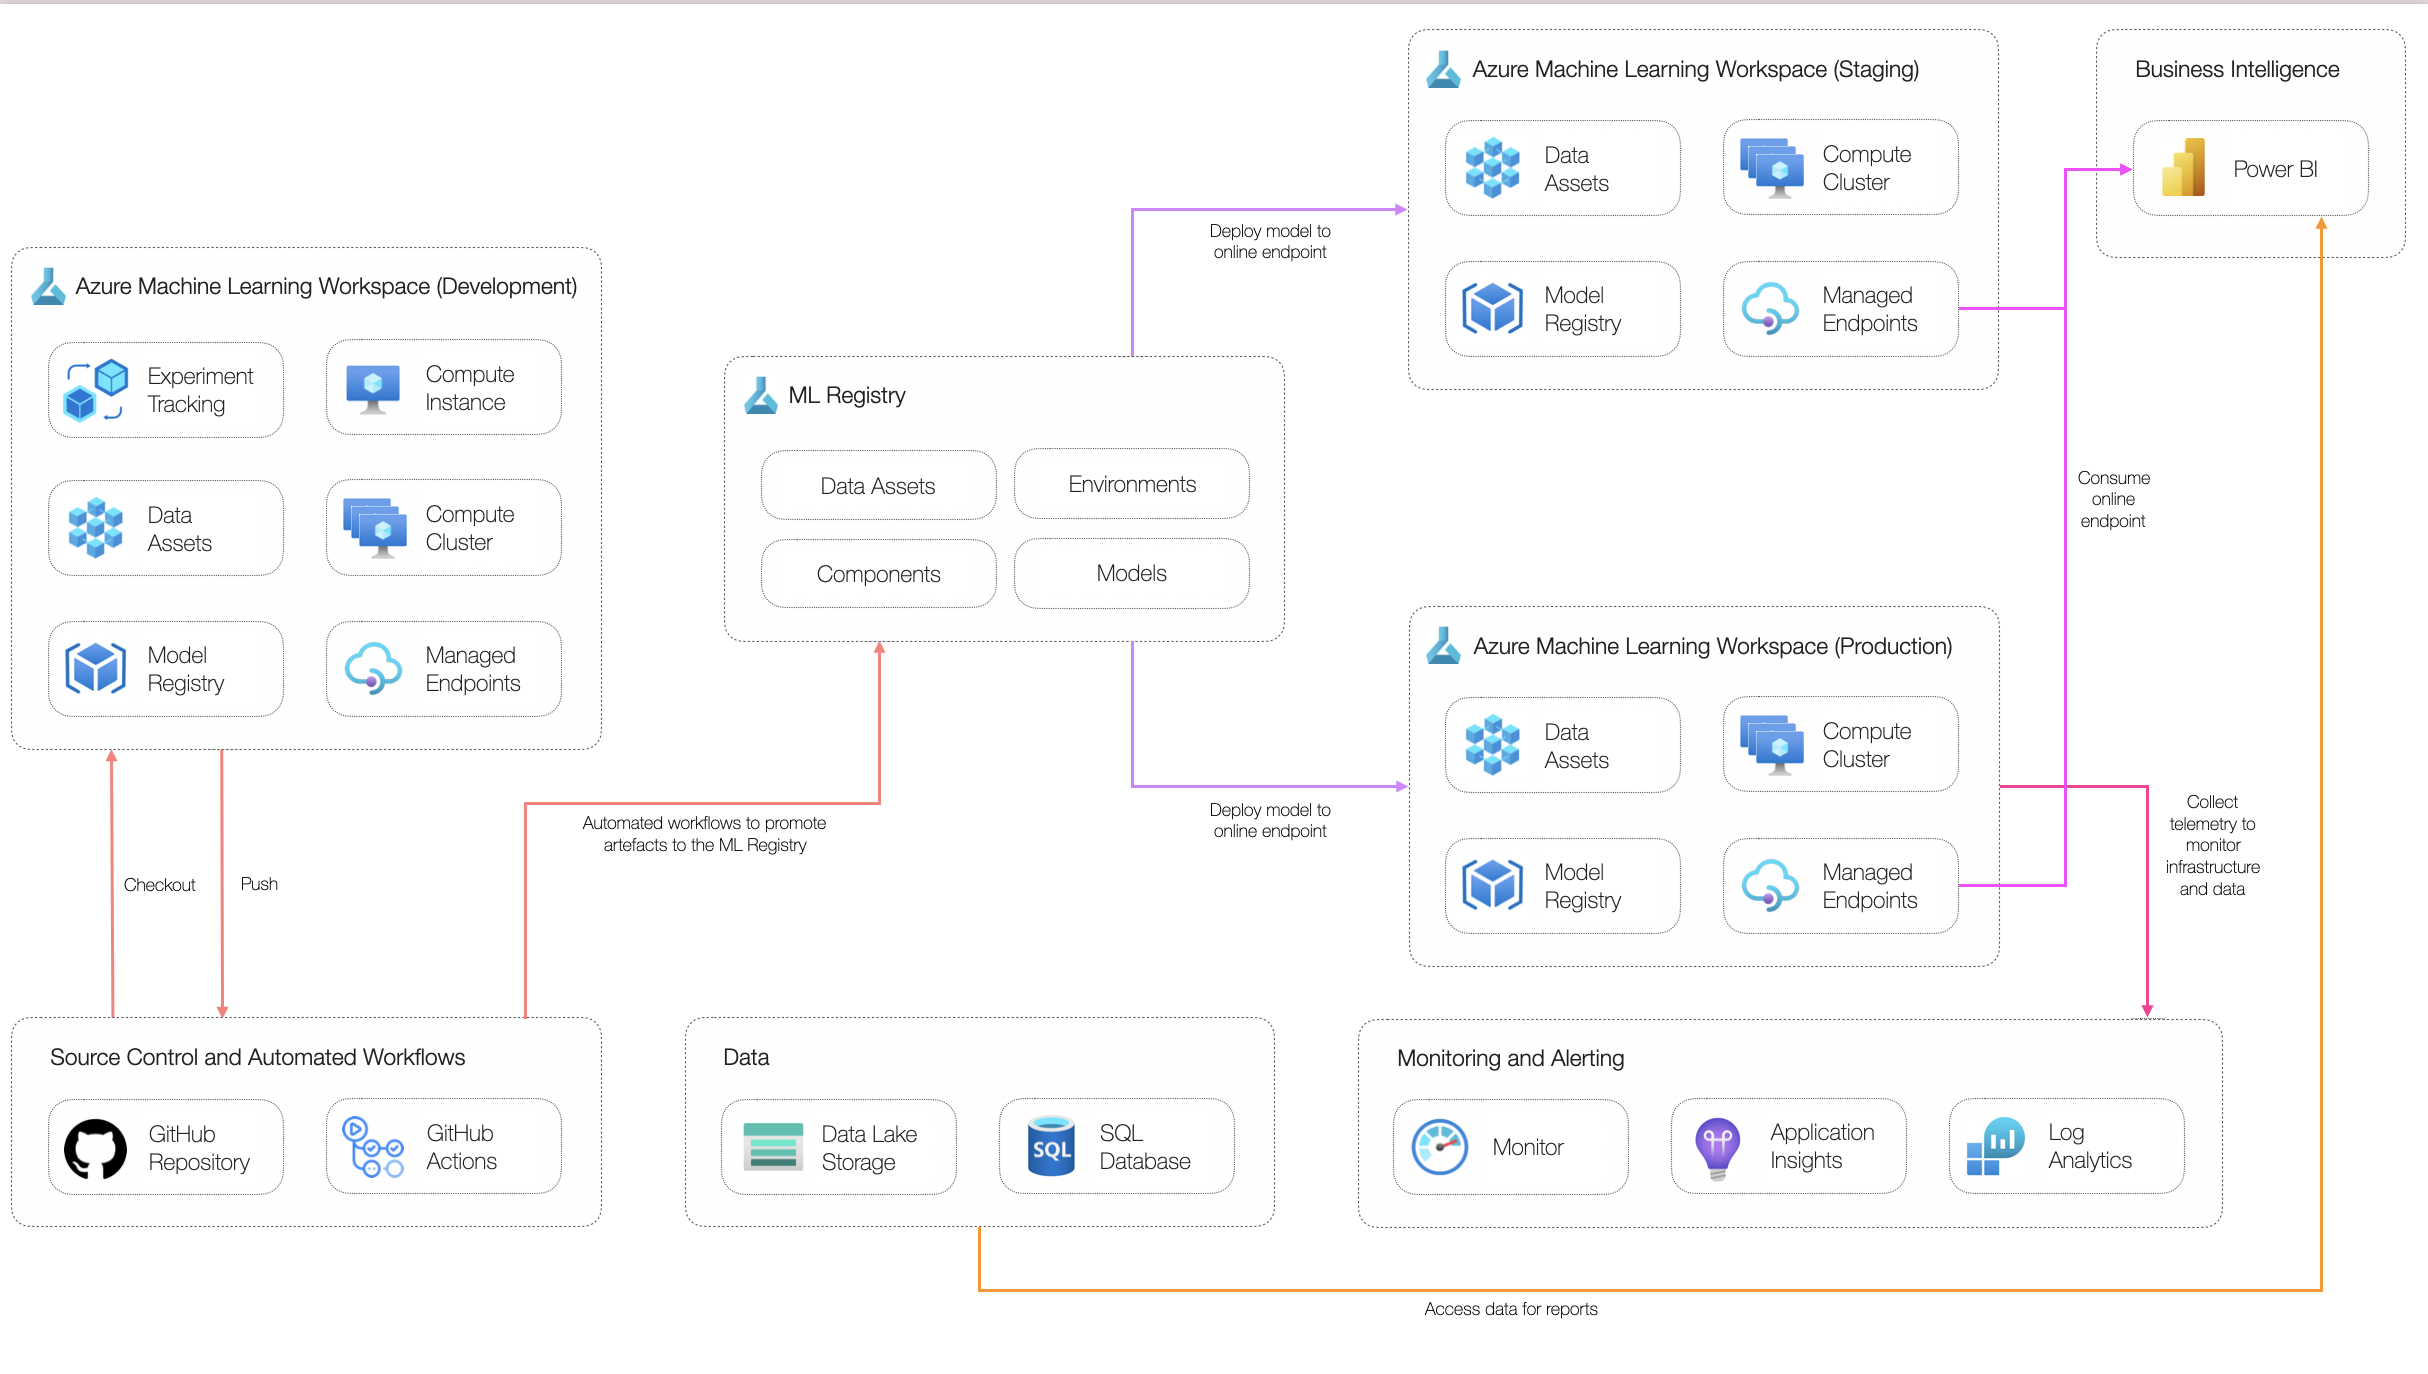 Azure Machine Learning Workspace (Development)
Experiment
Tracking
Compute
Instance
Data
Assets
Compute
Cluster
Model
Registry
Managed
Endpoints
Checkout
Push
Source Control and Automated Workflows
GitHub
Repository
GitHub
Actions
Automated workflows to promote
artefacts to the ML Registry
ML Registry
Data Assets
Environments
Components
Models
Deploy model to
online endpoint
Deploy model to
online endpoint
Azure Machine Learning Workspace (Staging)
Data
Assets
Compute
Cluster
Model
Registry
Managed
Endpoints
Business Intelligence
Power BI
Consume
online
endpoint
Azure Machine Learning Workspace (Production)
Data
Assets
Compute
Cluster
Model
Registry
Managed
Endpoints
Collect
telemetry to
monitor
infrastructure
and data
Data
Data Lake
Storage
SQL
SQL
Database
Monitoring and Alerting
Monitor
Application
Insights
Log
Analytics
Access data for reports